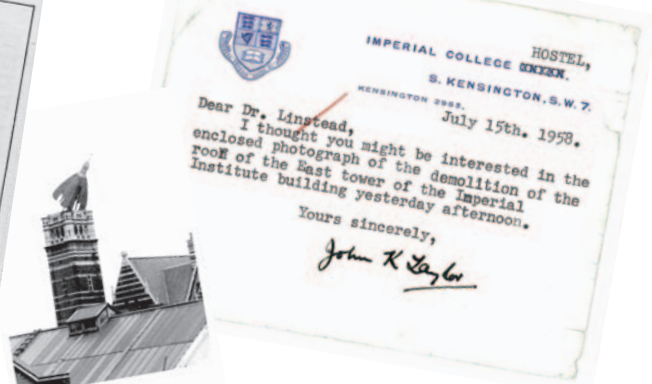 HOSTEL,
IMPERIAL COLLEGE
S. KENSINGTON, S.W. 7.
KENSINGTON 2963.
July 15th. 1958.
Dear Dr. Linstead,
I thought you might be interested in the
enclosed photograph of the demolition of the
roof of the East tower of the Imperial
Institute building yesterday afternoon.
Yours sincerely,
John K Taylor